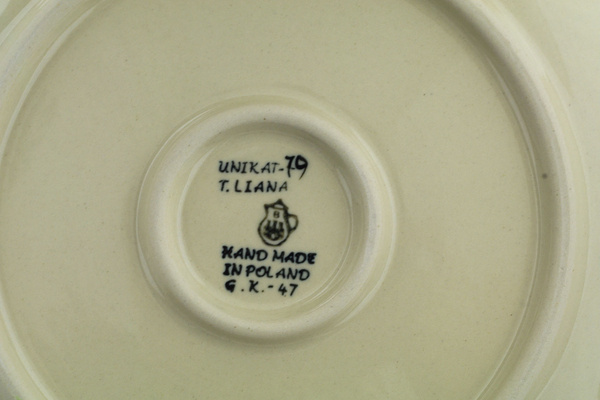 UNIKAT-79
T. LIANA
HAND MADE
IN POLAND
G.K.-47